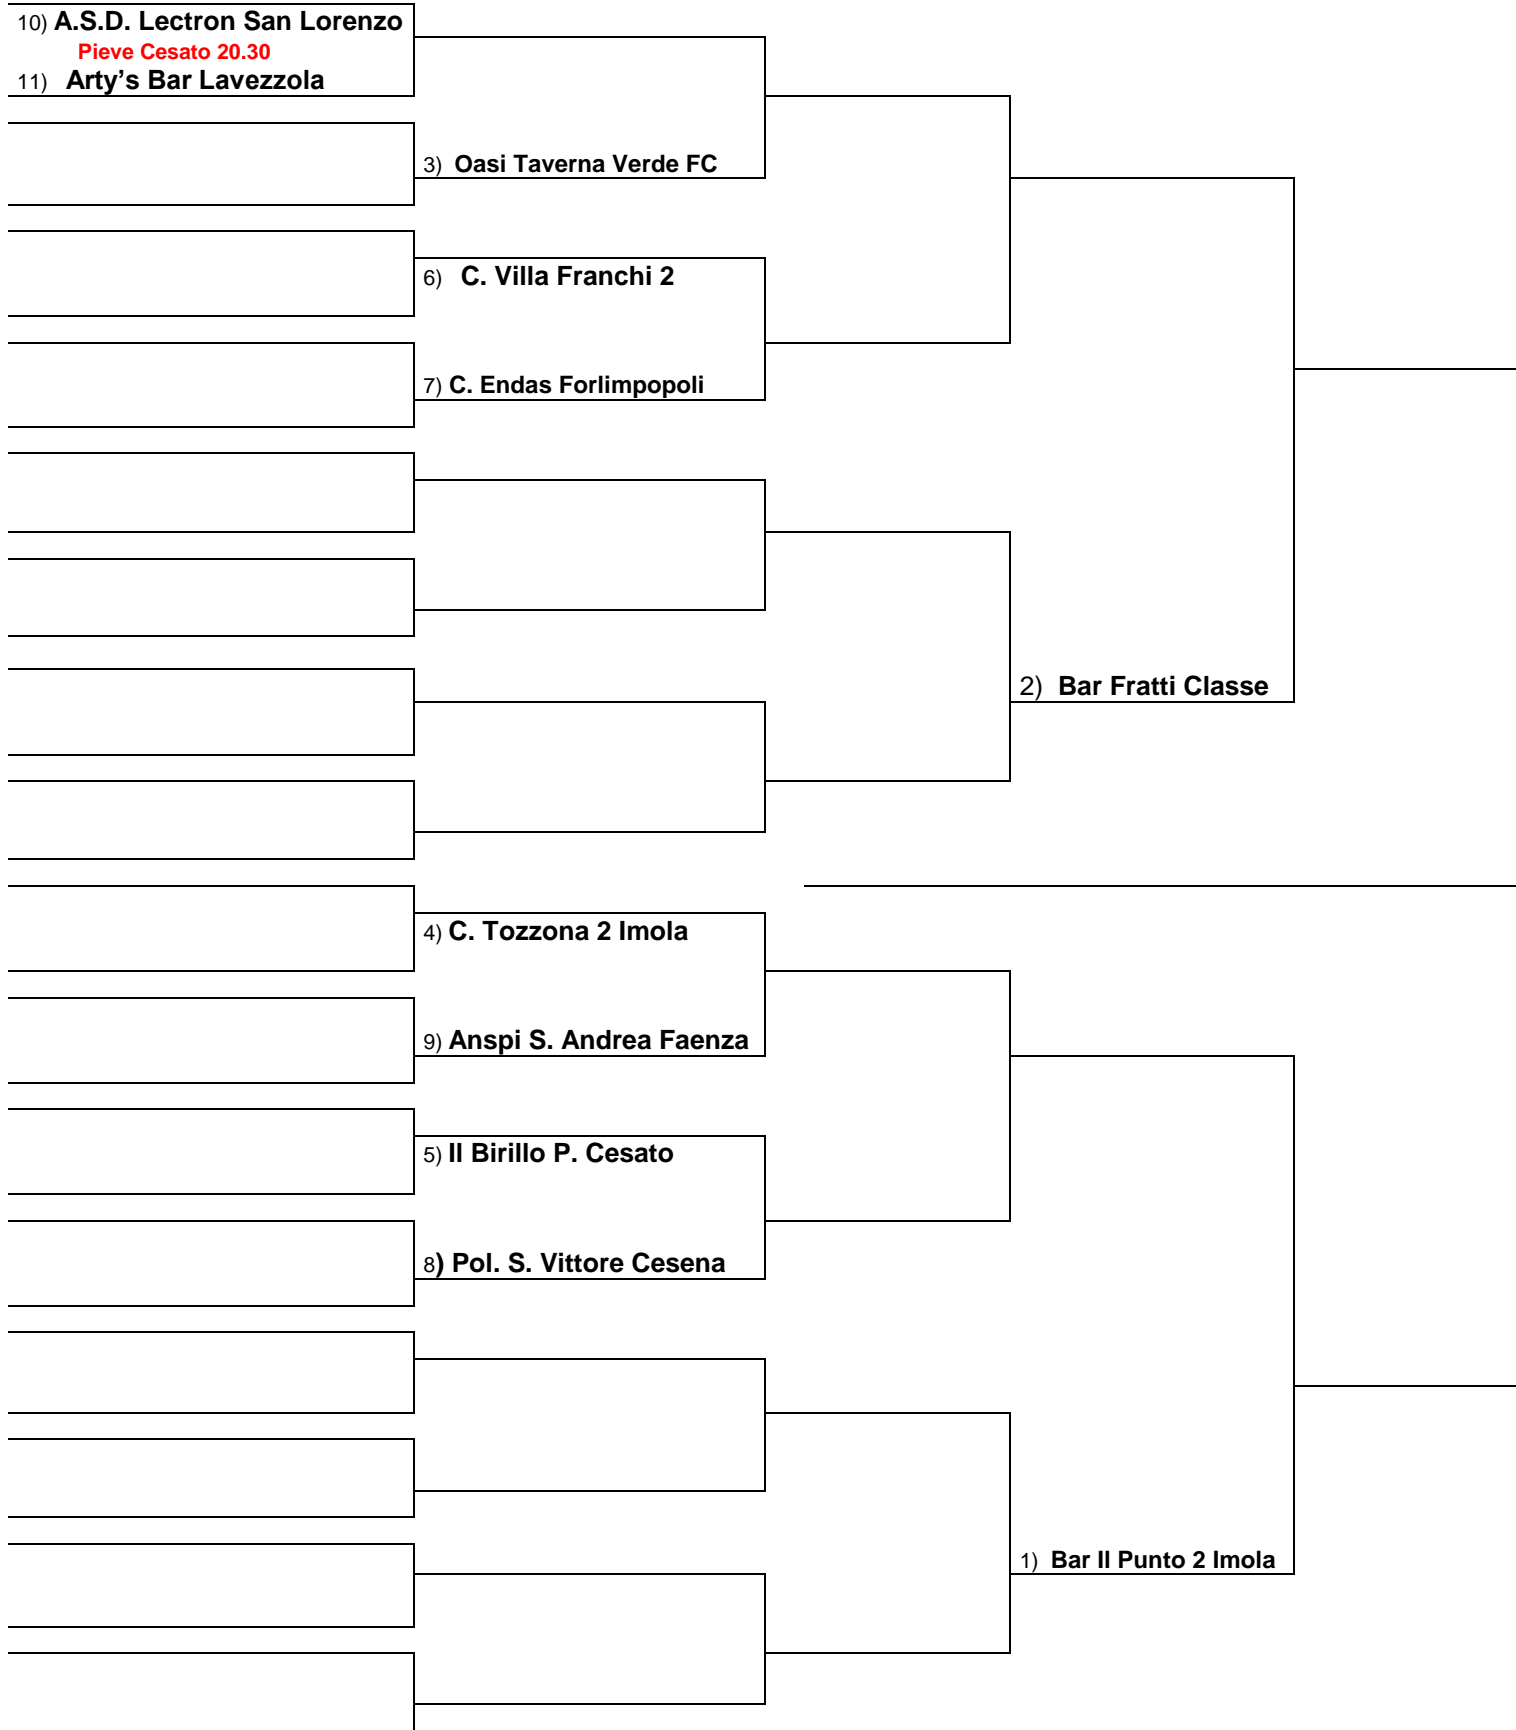 10) A.S.D. Lectron San Lorenzo
Pieve Cesato 20.30
11) Arty's Bar Lavezzola
3) Oasi Taverna Verde FC
6) C. Villa Franchi 2
7) C. Endas Forlimpopoli
2) Bar Fratti Classe
4) C. Tozzona 2 Imola
9) Anspi S. Andrea Faenza
5) Il Birillo P. Cesato
8) Pol. S. Vittore Cesena
1) Bar Il Punto 2 Imola